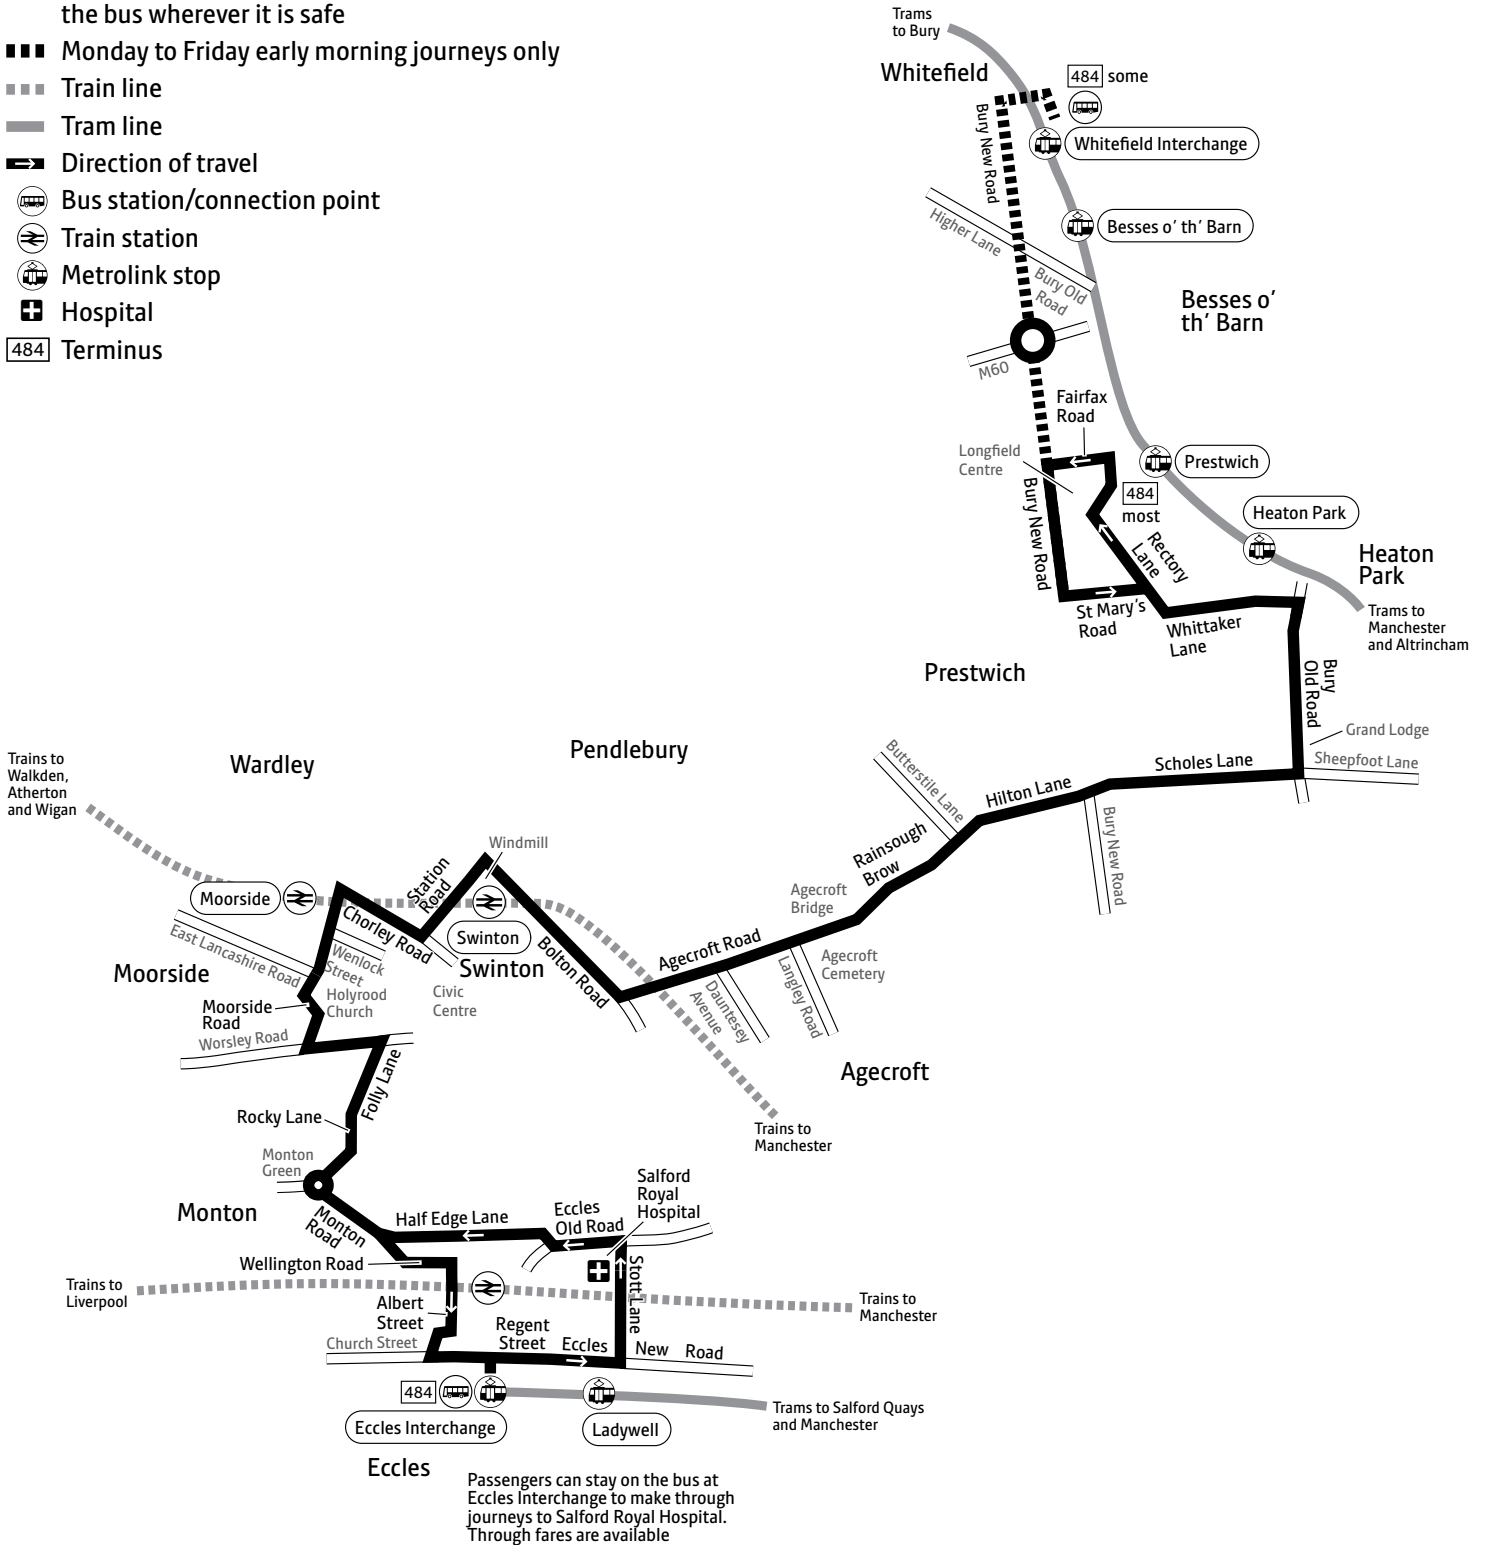 the bus wherever it is safe
Monday to Friday early morning journeys only
Train line
Tram line
Direction of travel
Bus station/connection point
Train station
Metrolink stop
Hospital
484 Terminus
Trams
to Bury
Whitefield
484 some
Bury New Road
Whitefield Interchange
Higher Lane
Besses o' th' Barn
Bury Old
Road
Besses o'
th' Barn
M60
Fairfax
Road
Longfield
Centre
Prestwich
Bury New Road
484
most
Heaton Park
Rectory
Lane
Heaton
Park
St Mary's
Road
Whittaker
Lane
Trams to
Manchester
and Altrincham
Prestwich
Bury
Old Road
Grand Lodge
Sheepfoot Lane
Scholes Lane
Hilton Lane
Bury New Road
Butterstile Lane
Rainsough
Brow
Pendlebury
Wardley
Trains to
Walkden,
Atherton
and Wigan
Windmill
Station
Road
Moorside
Chorley Road
Swinton
Swinton
Bolton Road
Agecroft Road
Agecroft
Bridge
Agecroft
Cemetery
Langley Road
Dauntesey
Avenue
East Lancashire Road
Wenlock
Street
Moorside
Holyrood
Church
Civic
Centre
Moorside
Road
Worsley Road
Agecroft
Folly Lane
Rocky Lane
Trains to
Manchester
Monton
Green
Monton
Monton
Road
Half Edge Lane
Eccles
Old Road
Salford
Royal
Hospital
Wellington Road
Stott Lane
Trains to
Liverpool
Trains to
Manchester
Albert
Street
Church Street
Regent
Street
Eccles New Road
484
Eccles Interchange
Ladywell
Trams to Salford Quays
and Manchester
Eccles
Passengers can stay on the bus at
Eccles Interchange to make through
journeys to Salford Royal Hospital.
Through fares are available